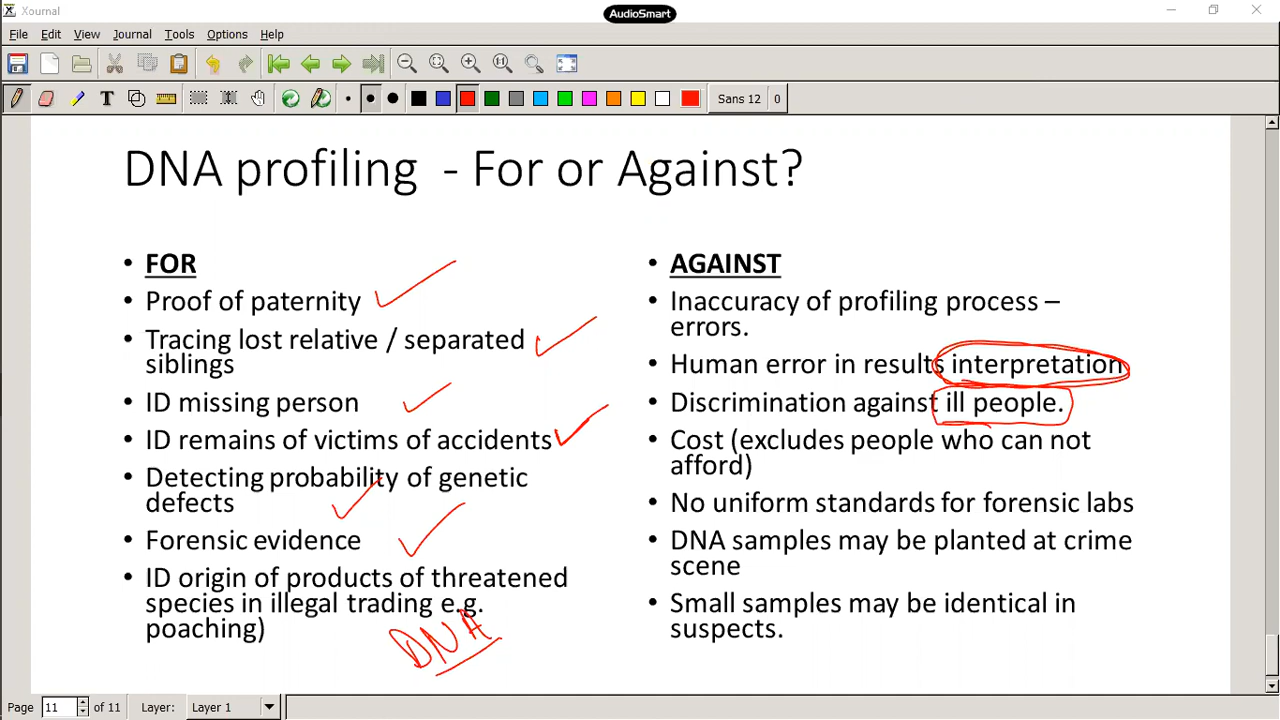 Xournal
AudioSmart
File Edit View Journal Tools Options Help
Sans 12 0
DNA profiling - For or Against?
• FOR
• Proof of paternity
• Tracing lost relative / separated
siblings
• ID missing person
• ID remains of victims of accidents
• Detecting probability of genetic
defects
• Forensic evidence
• ID origin of products of threatened
species in illegal trading e.g.
poaching)
DNA
• AGAINST
• Inaccuracy of profiling process –
errors.
• Human error in results interpretation
• Discrimination against ill people.
• Cost (excludes people who can not
afford)
• No uniform standards for forensic labs
• DNA samples may be planted at crime
scene
• Small samples may be identical in
suspects.
Page 11 of 11 Layer: Layer 1